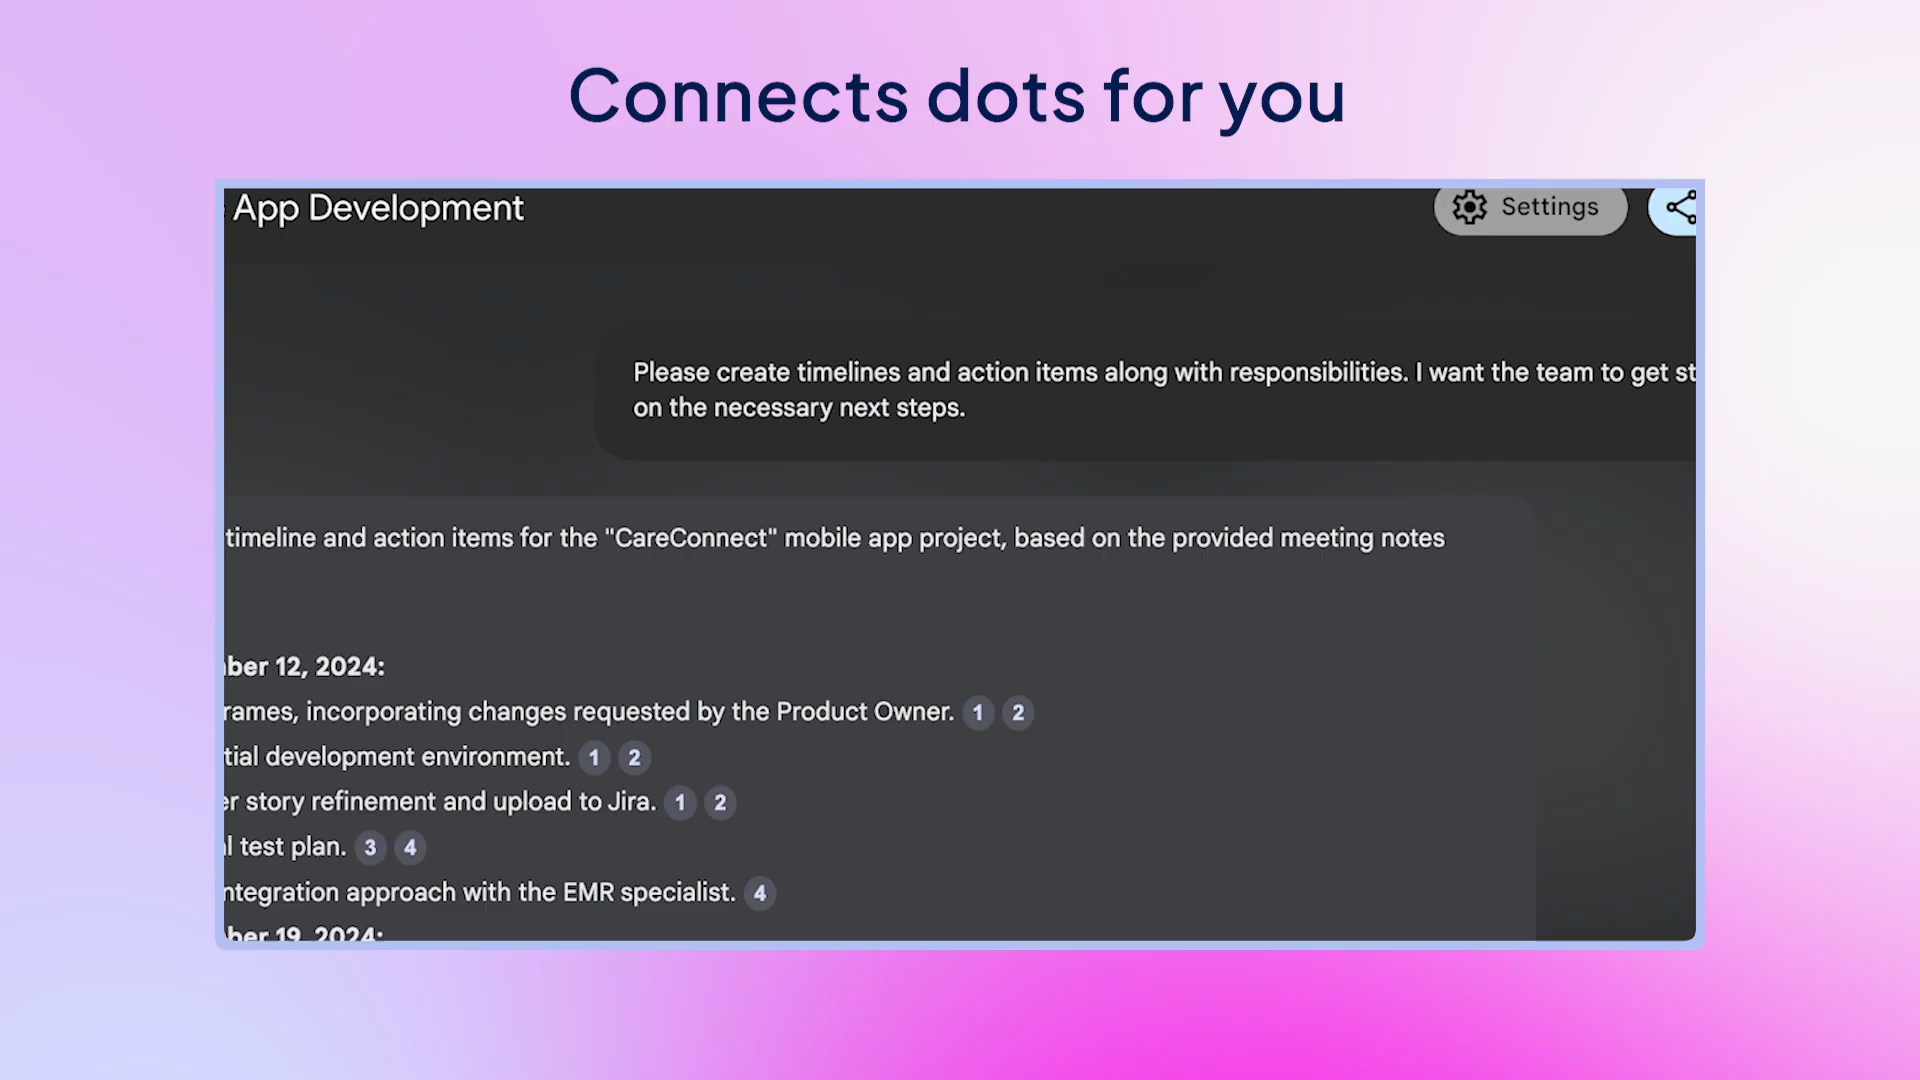 Connects dots for you
App Development
Settings
Please create timelines and action items along with responsibilities. I want the team to get st
on the necessary next steps.
timeline and action items for the "CareConnect" mobile app project, based on the provided meeting notes
ber 12, 2024:
rames, incorporating changes requested by the Product Owner. 1 2
tial development environment. 1 2
er story refinement and upload to Jira. 1 2
l test plan. 3 4
ntegration approach with the EMR specialist. 4
ber 19, 2024: